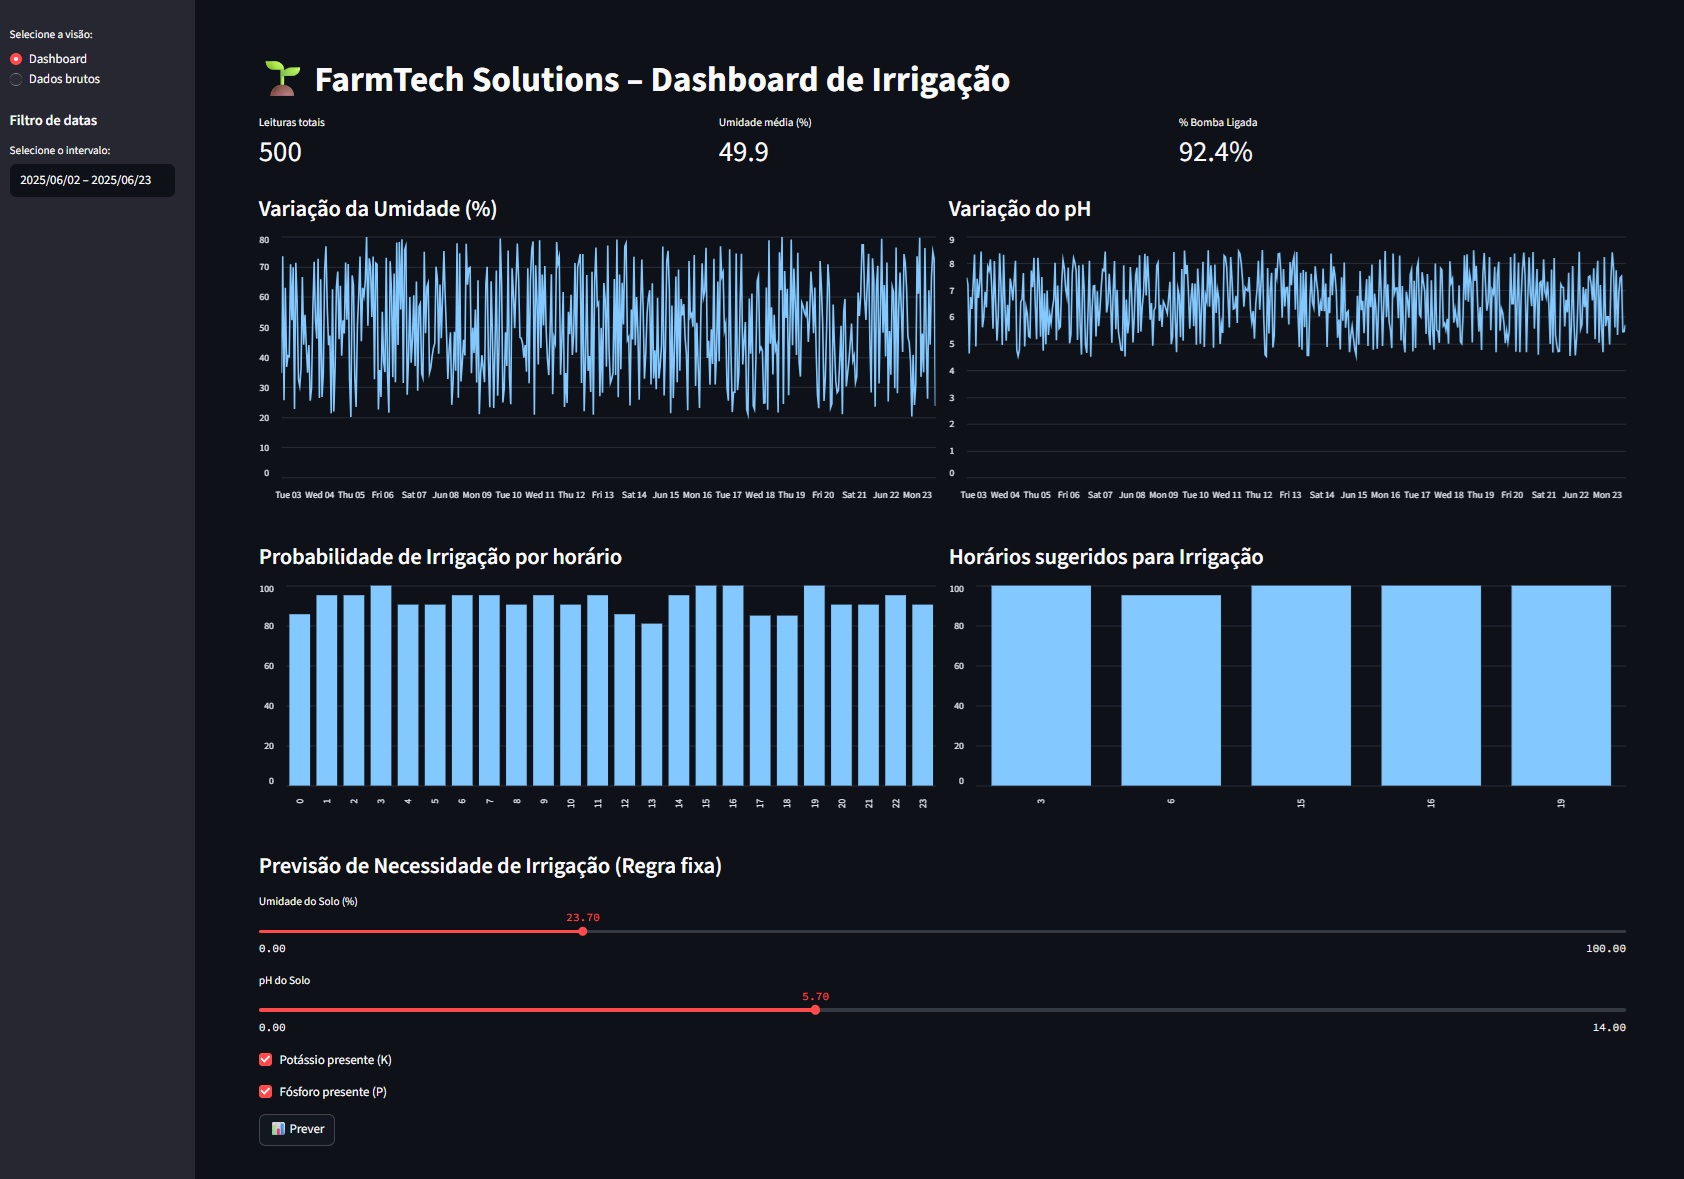 Selecione a visão:
Dashboard
Dados brutos
Filtro de datas
Selecione o intervalo:
2025/06/02 – 2025/06/23
FarmTech Solutions – Dashboard de Irrigação
Leituras totais
500
Umidade média (%)
49.9
% Bomba Ligada
92.4%
Variação da Umidade (%)
80
70
60
50
40
30
20
10
0
Tue 03 Wed 04 Thu 05 Fri 06 Sat 07 Jun 08 Mon 09 Tue 10 Wed 11 Thu 12 Fri 13 Sat 14 Jun 15 Mon 16 Tue 17 Wed 18 Thu 19 Fri 20 Sat 21 Jun 22 Mon 23
Variação do pH
9
8
7
6
5
4
3
2
1
0
Tue 03 Wed 04 Thu 05 Fri 06 Sat 07 Jun 08 Mon 09 Tue 10 Wed 11 Thu 12 Fri 13 Sat 14 Jun 15 Mon 16 Tue 17 Wed 18 Thu 19 Fri 20 Sat 21 Jun 22 Mon 23
Probabilidade de Irrigação por horário
100
80
60
40
20
0
0 1 2 3 4 5 6 7 8 9 10 11 12 13 14 15 16 17 18 19 20 21 22 23
Horários sugeridos para Irrigação
100
80
60
40
20
0
3 6 15 16 19
Previsão de Necessidade de Irrigação (Regra fixa)
Umidade do Solo (%)
23.70
0.00 100.00
pH do Solo
5.70
0.00 14.00
Potássio presente (K)
Fósforo presente (P)
Prever